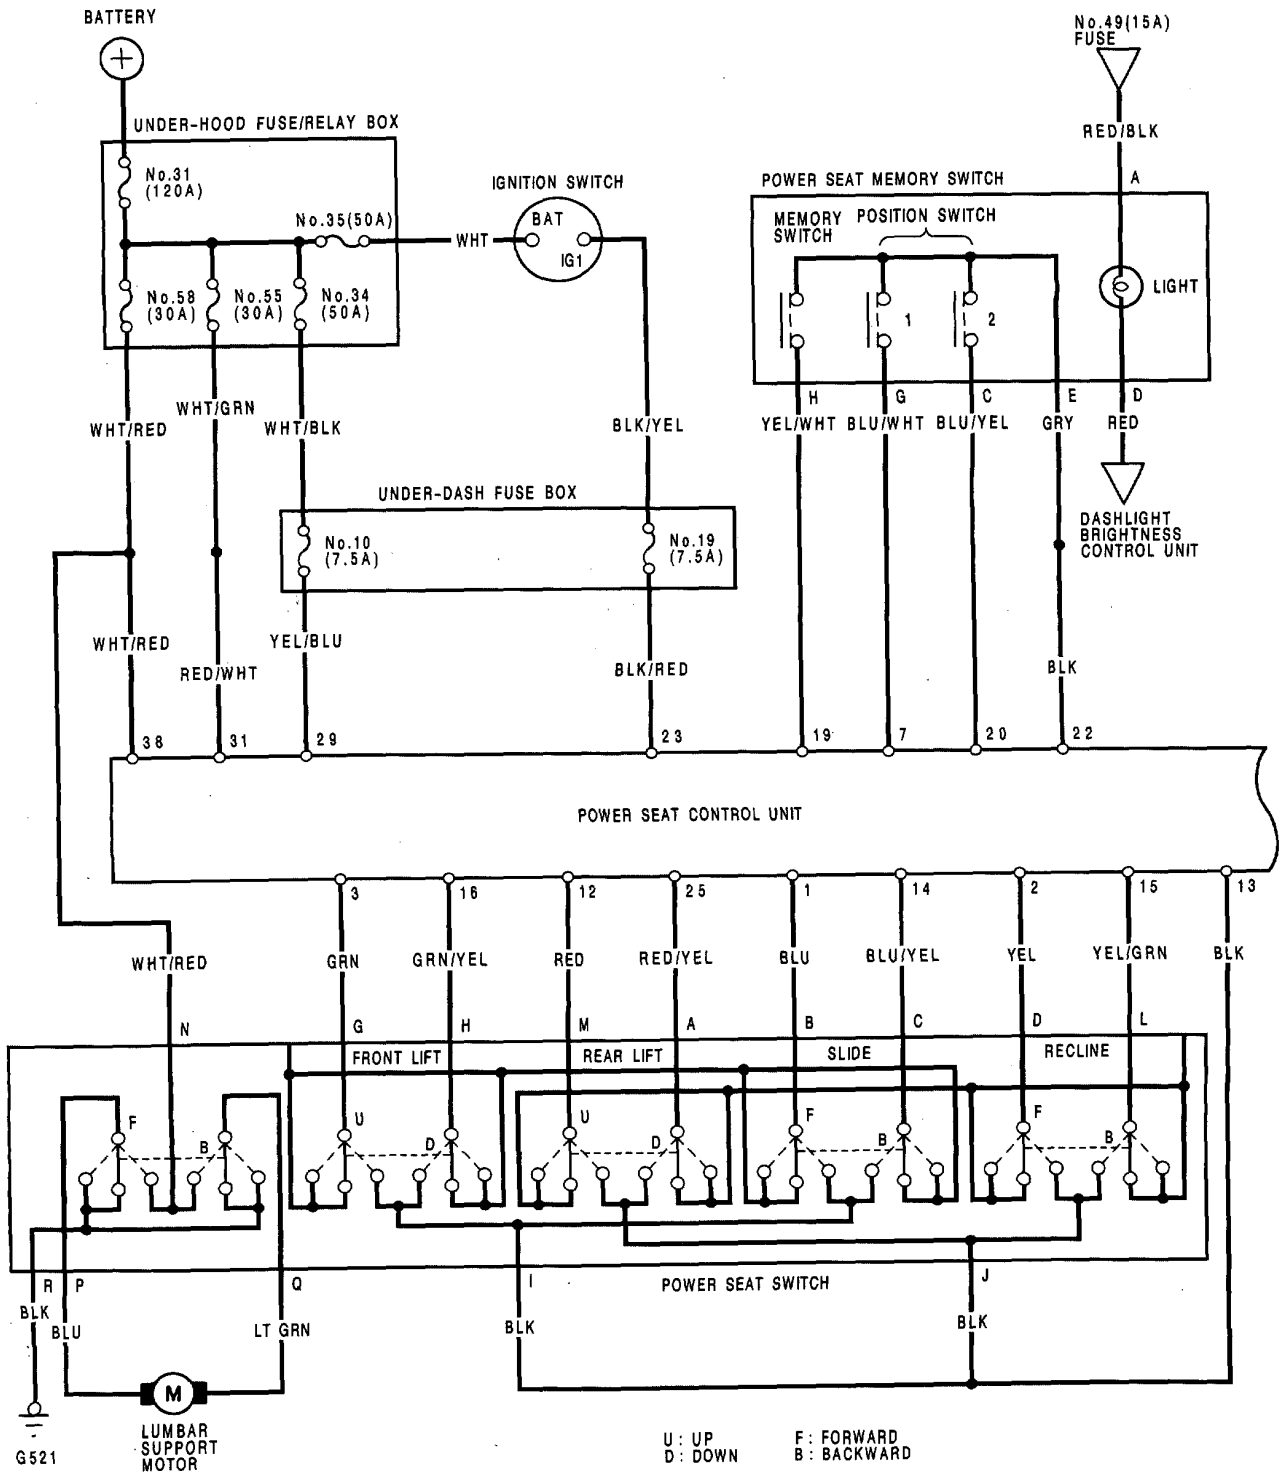 BATTERY
No.49(15A)
FUSE
RED/BLK
UNDER-HOOD FUSE/RELAY BOX
No.31
(120A)
No.35(50A)
WHT
IGNITION SWITCH
BAT
IG1
POWER SEAT MEMORY SWITCH
A
MEMORY
SWITCH
POSITION SWITCH
LIGHT
1
2
No.58
(30A)
No.55
(30A)
No.34
(50A)
H
G
C
E
D
WHT/RED
WHT/GRN
WHT/BLK
BLK/YEL
YEL/WHT
BLU/WHT
BLU/YEL
GRY
RED
UNDER-DASH FUSE BOX
No.10
(7.5A)
No.19
(7.5A)
DASHLIGHT
BRIGHTNESS
CONTROL UNIT
WHT/RED
RED/WHT
YEL/BLU
BLK/RED
BLK
38
31
29
23
19
7
20
22
POWER SEAT CONTROL UNIT
3
16
12
25
1
14
2
15
13
WHT/RED
GRN
GRN/YEL
RED
RED/YEL
BLU
BLU/YEL
YEL
YEL/GRN
BLK
N
G
H
M
A
B
C
D
L
FRONT LIFT
REAR LIFT
SLIDE
RECLINE
F
B
U
D
U
D
F
B
F
B
R
P
Q
I
POWER SEAT SWITCH
J
BLK
BLU
LT GRN
BLK
BLK
M
G521
LUMBAR
SUPPORT
MOTOR
U : UP
D : DOWN
F : FORWARD
B : BACKWARD